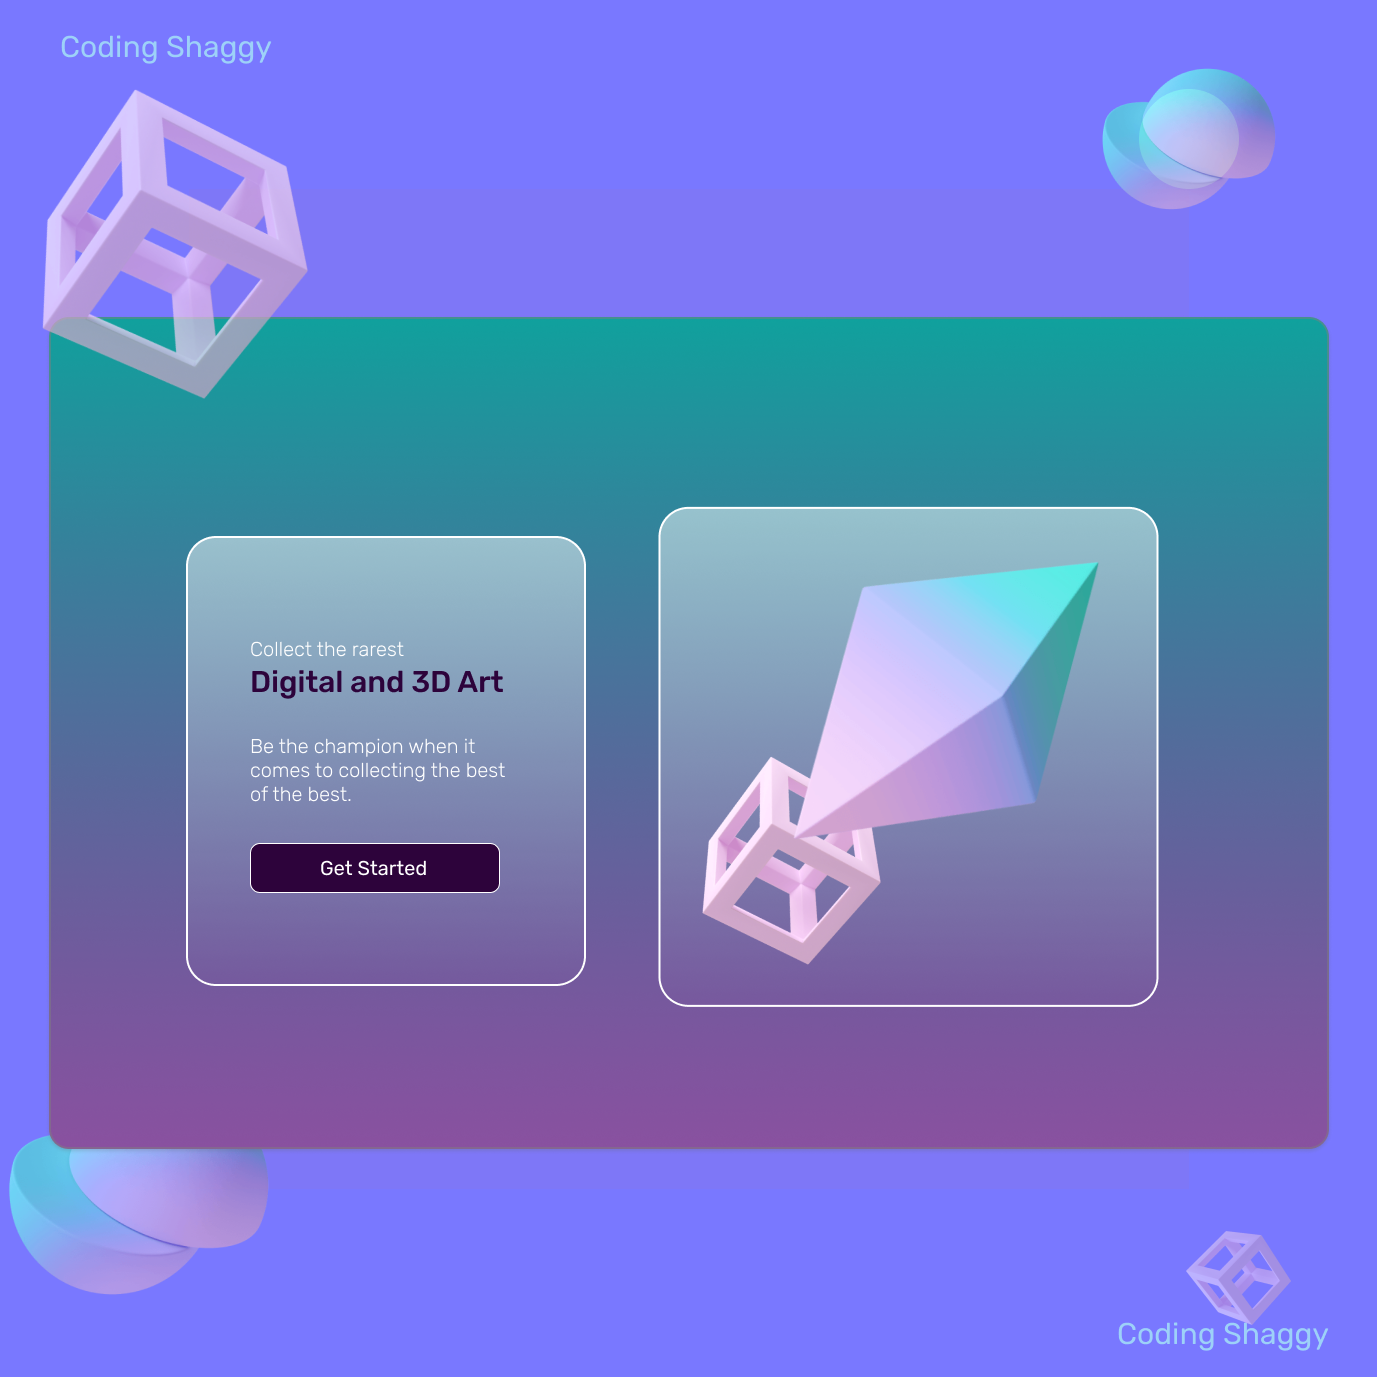 Coding Shaggy
Collect the rarest
Digital and 3D Art
Be the champion when it
comes to collecting the best
of the best.
Get Started
Coding Shaggy